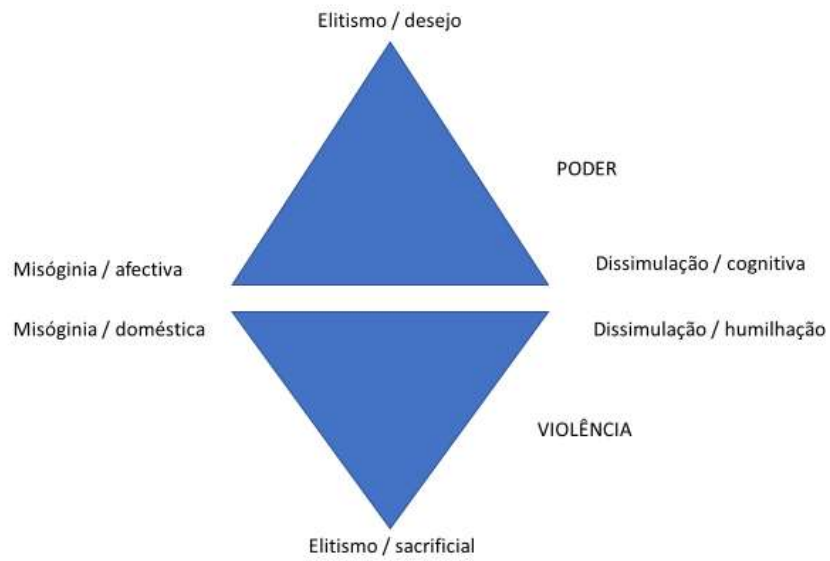 Elitismo / desejo
PODER
Misóginia / afectiva
Dissimulação / cognitiva
Misóginia / doméstica
Dissimulação / humilhação
VIOLÊNCIA
Elitismo / sacrificial